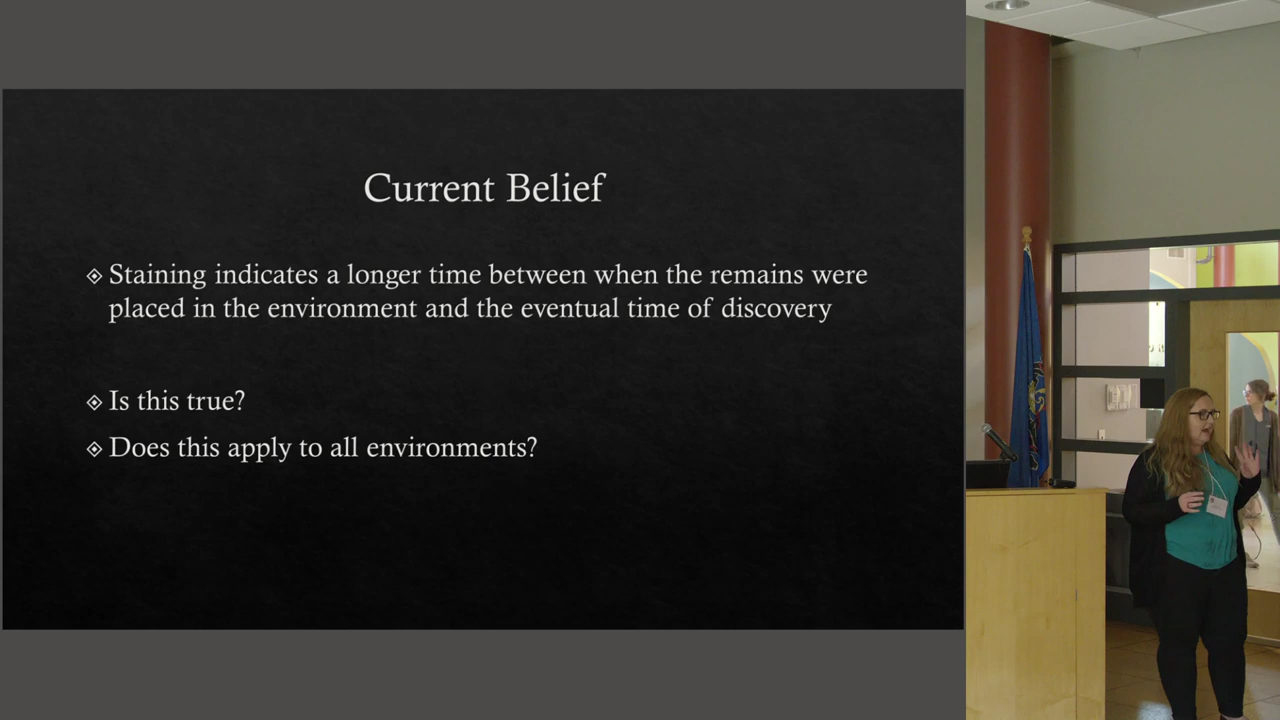 Current Belief
Staining indicates a longer time between when the remains were
placed in the environment and the eventual time of discovery
Is this true?
Does this apply to all environments?